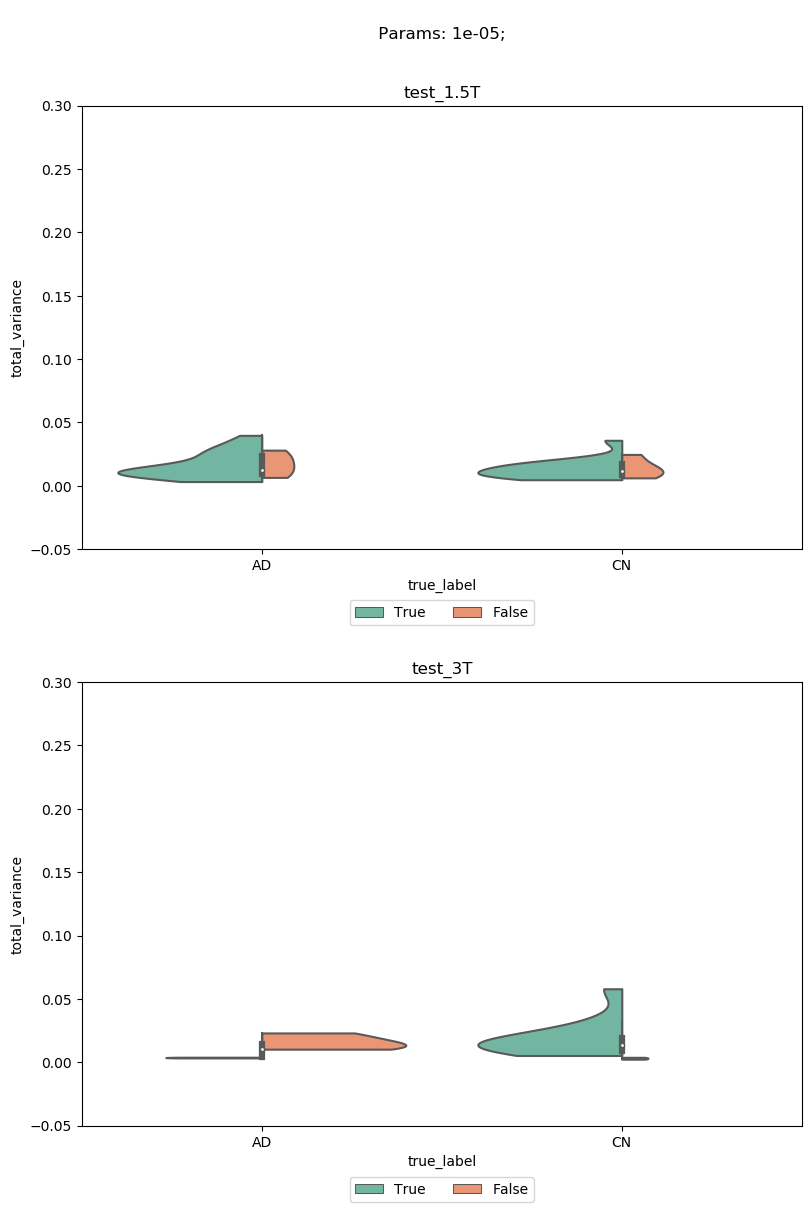 Params: 1e-05;
test_1.5T
0.30
0.25
0.20
0.15
0.10
0.05
0.00
−0.05
total_variance
AD
CN
true_label
True
False
test_3T
0.30
0.25
0.20
0.15
0.10
0.05
0.00
−0.05
total_variance
AD
CN
true_label
True
False